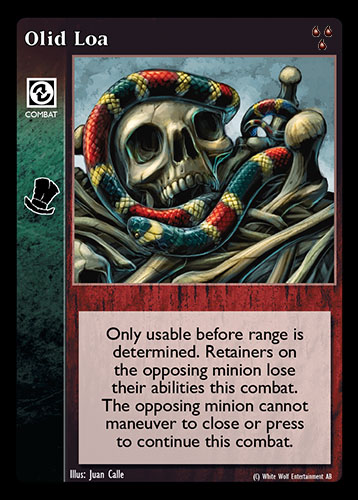 Olid Loa
COMBAT
Only usable before range is
determined. Retainers on
the opposing minion lose
their abilities this combat.
The opposing minion cannot
maneuver to close or press
to continue this combat.
Illus: Juan Calle
(C) White Wolf Entertainment AB